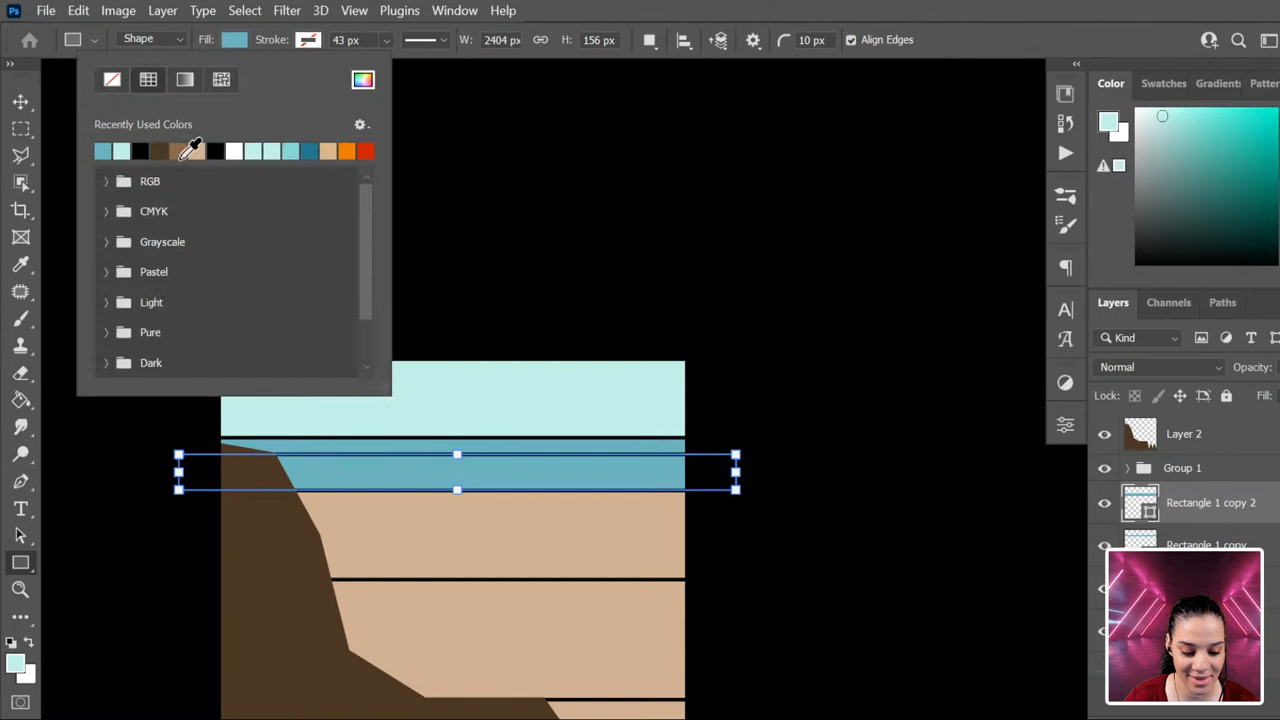 Ps File Edit Image Layer Type Select Filter 3D View Plugins Window Help
Shape Fill: Stroke: 43 px W: 2404 px H: 156 px 10 px Align Edges
Recently Used Colors
RGB
CMYK
Grayscale
Pastel
Light
Pure
Dark
Color Swatches Gradients Patter
Layers Channels Paths
Kind
Normal Opacity:
Lock: Fill:
Layer 2
Group 1
Rectangle 1 copy 2
Rectangle 1 copy